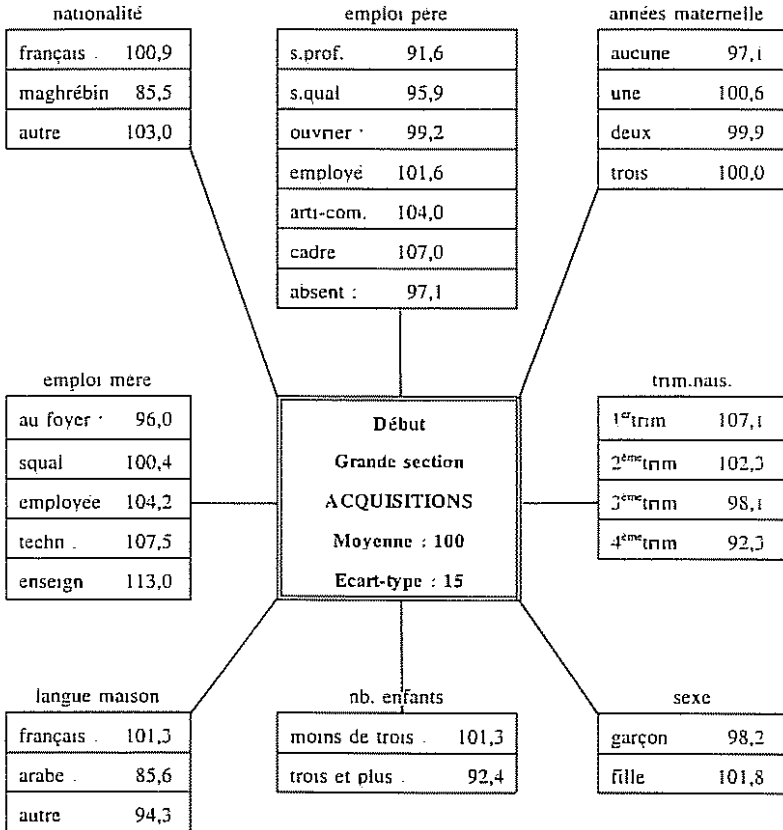 nationalité
français 100,9
maghrébin 85,5
autre 103,0
emploi père
s.prof. 91,6
s.qual 95,9
ouvrier 99,2
employé 101,6
arti-com. 104,0
cadre 107,0
absent : 97,1
années maternelle
aucune 97,1
une 100,6
deux 99,9
trois 100,0
emploi mère
au foyer 96,0
squal 100,4
employée 104,2
techn . 107,5
enseign 113,0
Début
Grande section
ACQUISITIONS
Moyenne : 100
Ecart-type : 15
trim.nais.
1er trim 107,1
2ème trim 102,3
3ème trim 98,1
4ème trim 92,3
langue maison
français 101,3
arabe 85,6
autre 94,3
nb. enfants
moins de trois . 101,3
trois et plus . 92,4
sexe
garçon 98,2
fille 101,8